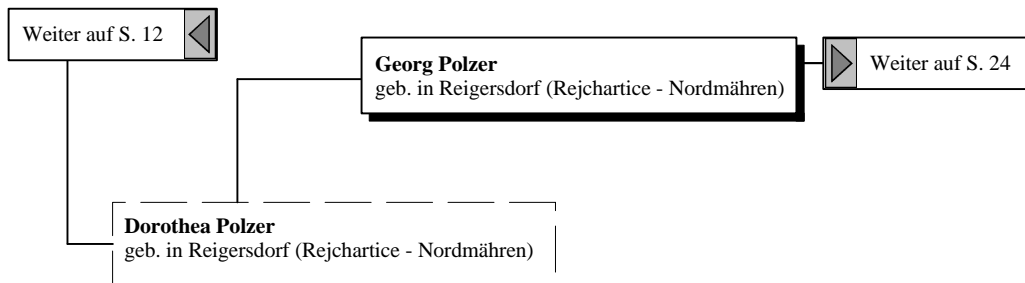 Weiter auf S. 12
Georg Polzer
geb. in Reigersdorf (Rejchartice - Nordmähren)
Weiter auf S. 24
Dorothea Polzer
geb. in Reigersdorf (Rejchartice - Nordmähren)